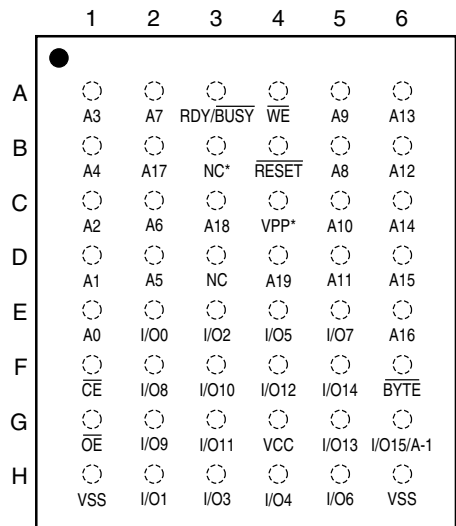 1 2 3 4 5 6
A
A3 A7 RDY/BUSY WE A9 A13
B
A4 A17 NC* RESET A8 A12
C
A2 A6 A18 VPP* A10 A14
D
A1 A5 NC A19 A11 A15
E
A0 I/O0 I/O2 I/O5 I/O7 A16
F
CE I/O8 I/O10 I/O12 I/O14 BYTE
G
OE I/O9 I/O11 VCC I/O13 I/O15/A-1
H
VSS I/O1 I/O3 I/O4 I/O6 VSS